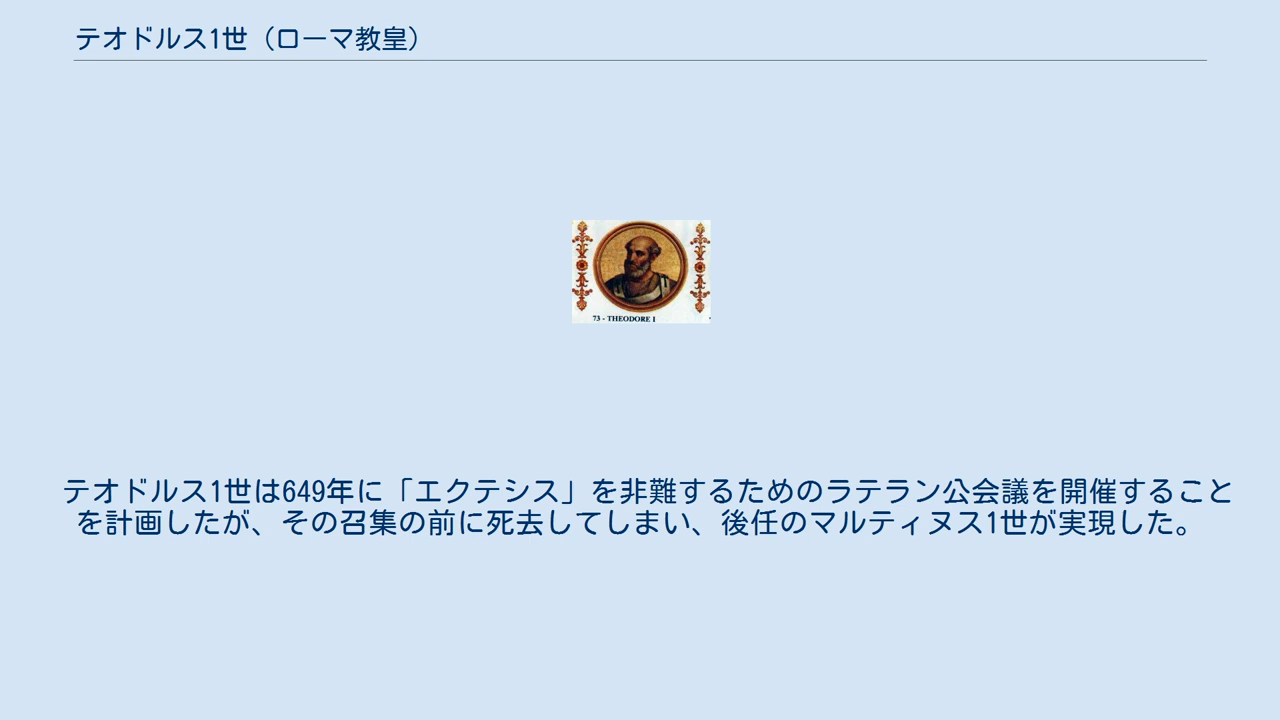 テオドルス1世（ローマ教皇）
73 - THEODORE I
テオドルス1世は649年に「エクテシス」を非難するためのラテラン公会議を開催すること
を計画したが、その召集の前に死去してしまい、後任のマルティヌス1世が実現した。